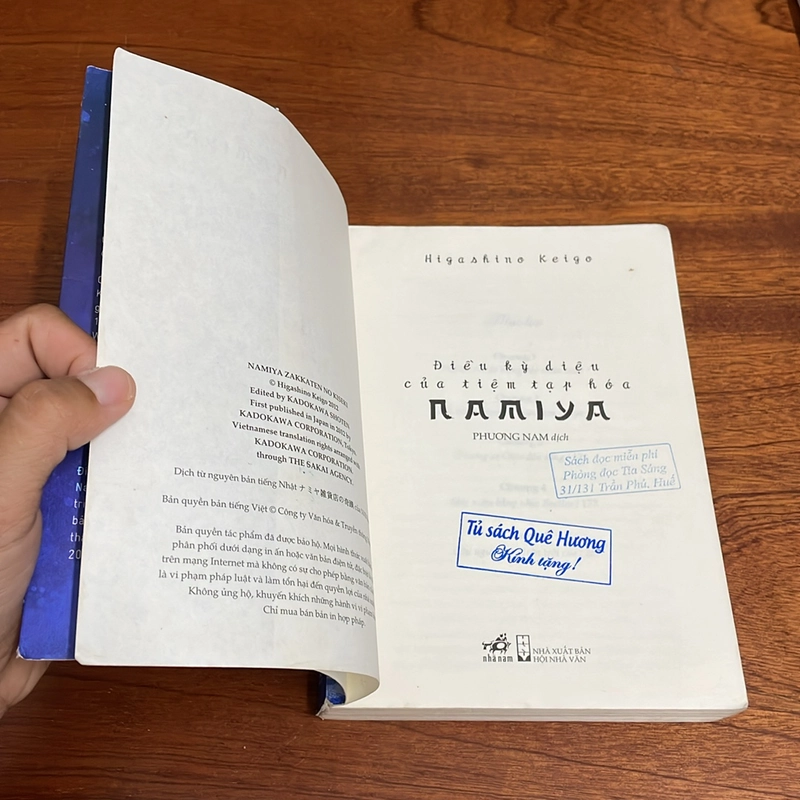 NAMIYA ZAKKATEN NO
© Higashino Keigo 2012
Edited by KADOKAWA SHOTEN
First published in Japan in 2012 by
KADOKAWA CORPORATION,
Vietnamese translation rights arranged with
KADOKAWA CORPORATION
through THE SAKAI AGENCY.
Dịch từ nguyên bản tiếng Nhật ナミヤ雑貨店の奇蹟
Bản quyền bản tiếng Việt © Công ty Văn hóa & Truyền thông
Bản quyền tác phẩm đã được bảo hộ. Mọi hình thức
phân phối dưới dạng in ấn hoặc văn bản điện tử, đặc biệt
trên mạng Internet mà không có sự cho phép bằng văn bản
là vi phạm pháp luật và làm tổn hại đến quyền lợi của nhà
Không ủng hộ, khuyến khích những hành vi vi phạm
Chỉ mua bán bản in hợp pháp.
Higashino Keigo
Điều kỳ diệu
của tiệm tạp hóa
NAMIYA
PHƯƠNG NAM dịch
Sách đọc miễn phí
Phòng đọc Tia Sáng
31/131 Trần Phú, Huế
Tủ sách Quê Hương
Kính tặng!
nhã nam
NHÀ XUẤT BẢN
HỘI NHÀ VĂN